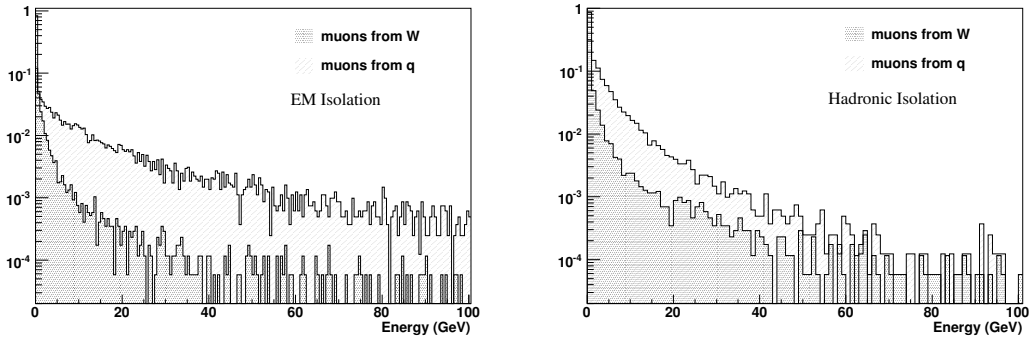 1
10^-1
10^-2
10^-3
10^-4
muons from W
muons from q
EM Isolation
0 20 40 60 80 100
Energy (GeV)
1
10^-1
10^-2
10^-3
10^-4
muons from W
muons from q
Hadronic Isolation
0 20 40 60 80 100
Energy (GeV)